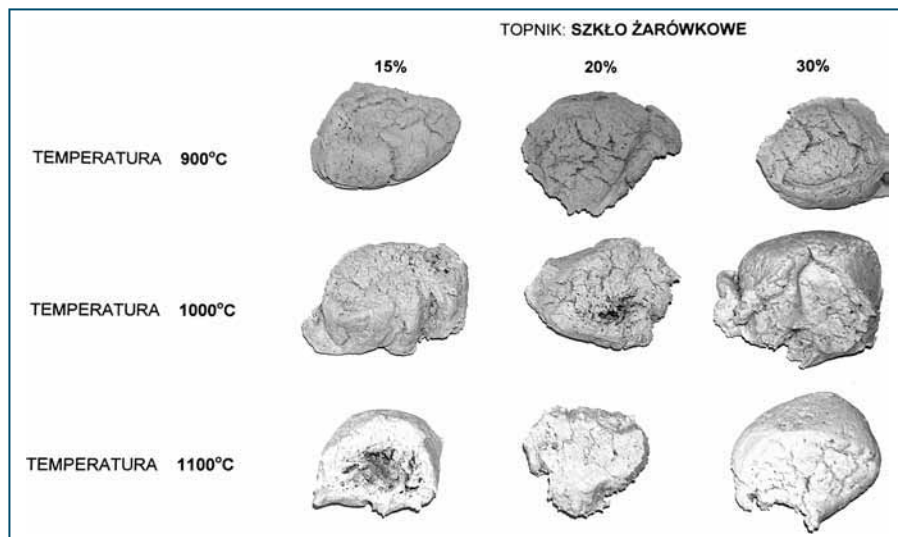 TOPNIK: SZKŁO ŻARÓWKOWE
15% 20% 30%
TEMPERATURA 900°C
TEMPERATURA 1000°C
TEMPERATURA 1100°C